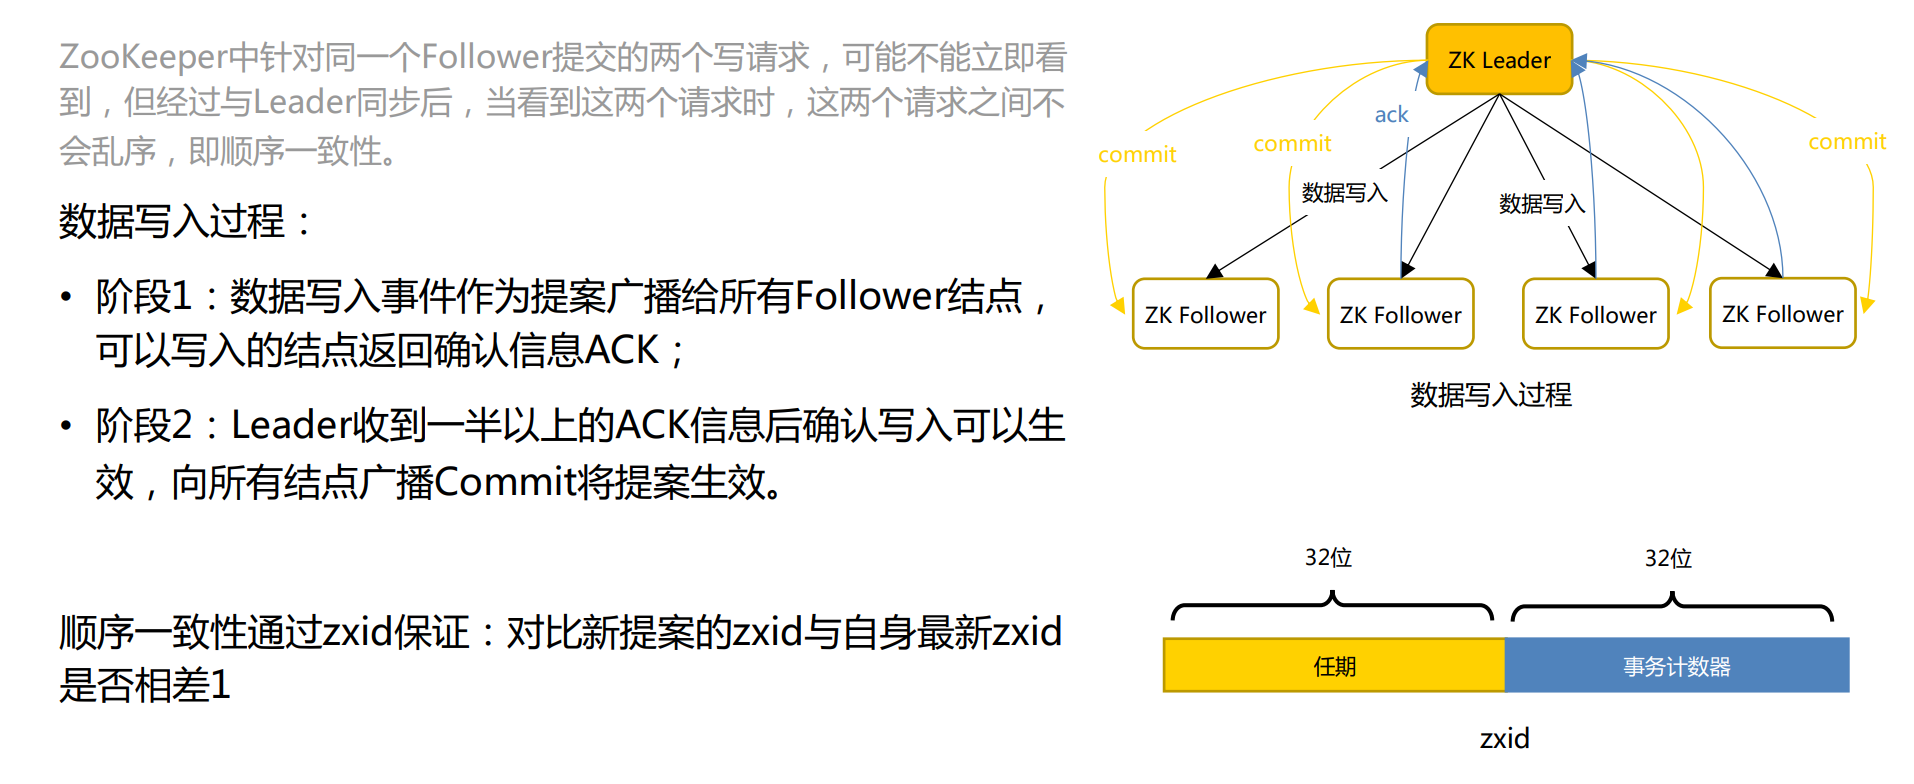 ZooKeeper中针对同一个Follower提交的两个写请求，可能不能立即看
到，但经过与Leader同步后，当看到这两个请求时，这两个请求之间不
会乱序，即顺序一致性。
数据写入过程：
• 阶段1：数据写入事件作为提案广播给所有Follower结点，
可以写入的结点返回确认信息ACK；
• 阶段2：Leader收到一半以上的ACK信息后确认写入可以生
效，向所有结点广播Commit将提案生效。
顺序一致性通过zxid保证：对比新提案的zxid与自身最新zxid
是否相差1
ZK Leader
ack
commit
commit
commit
数据写入
数据写入
ZK Follower
ZK Follower
ZK Follower
ZK Follower
数据写入过程
32位
32位
任期
事务计数器
zxid